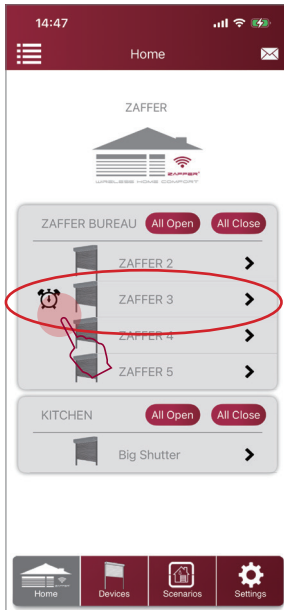 14:47
Home
ZAFFER
ZAFFER®
WIRELESS HOME COMFORT
ZAFFER BUREAU All Open All Close
ZAFFER 2
ZAFFER 3
ZAFFER 4
ZAFFER 5
KITCHEN All Open All Close
Big Shutter
Home Devices Scenarios Settings